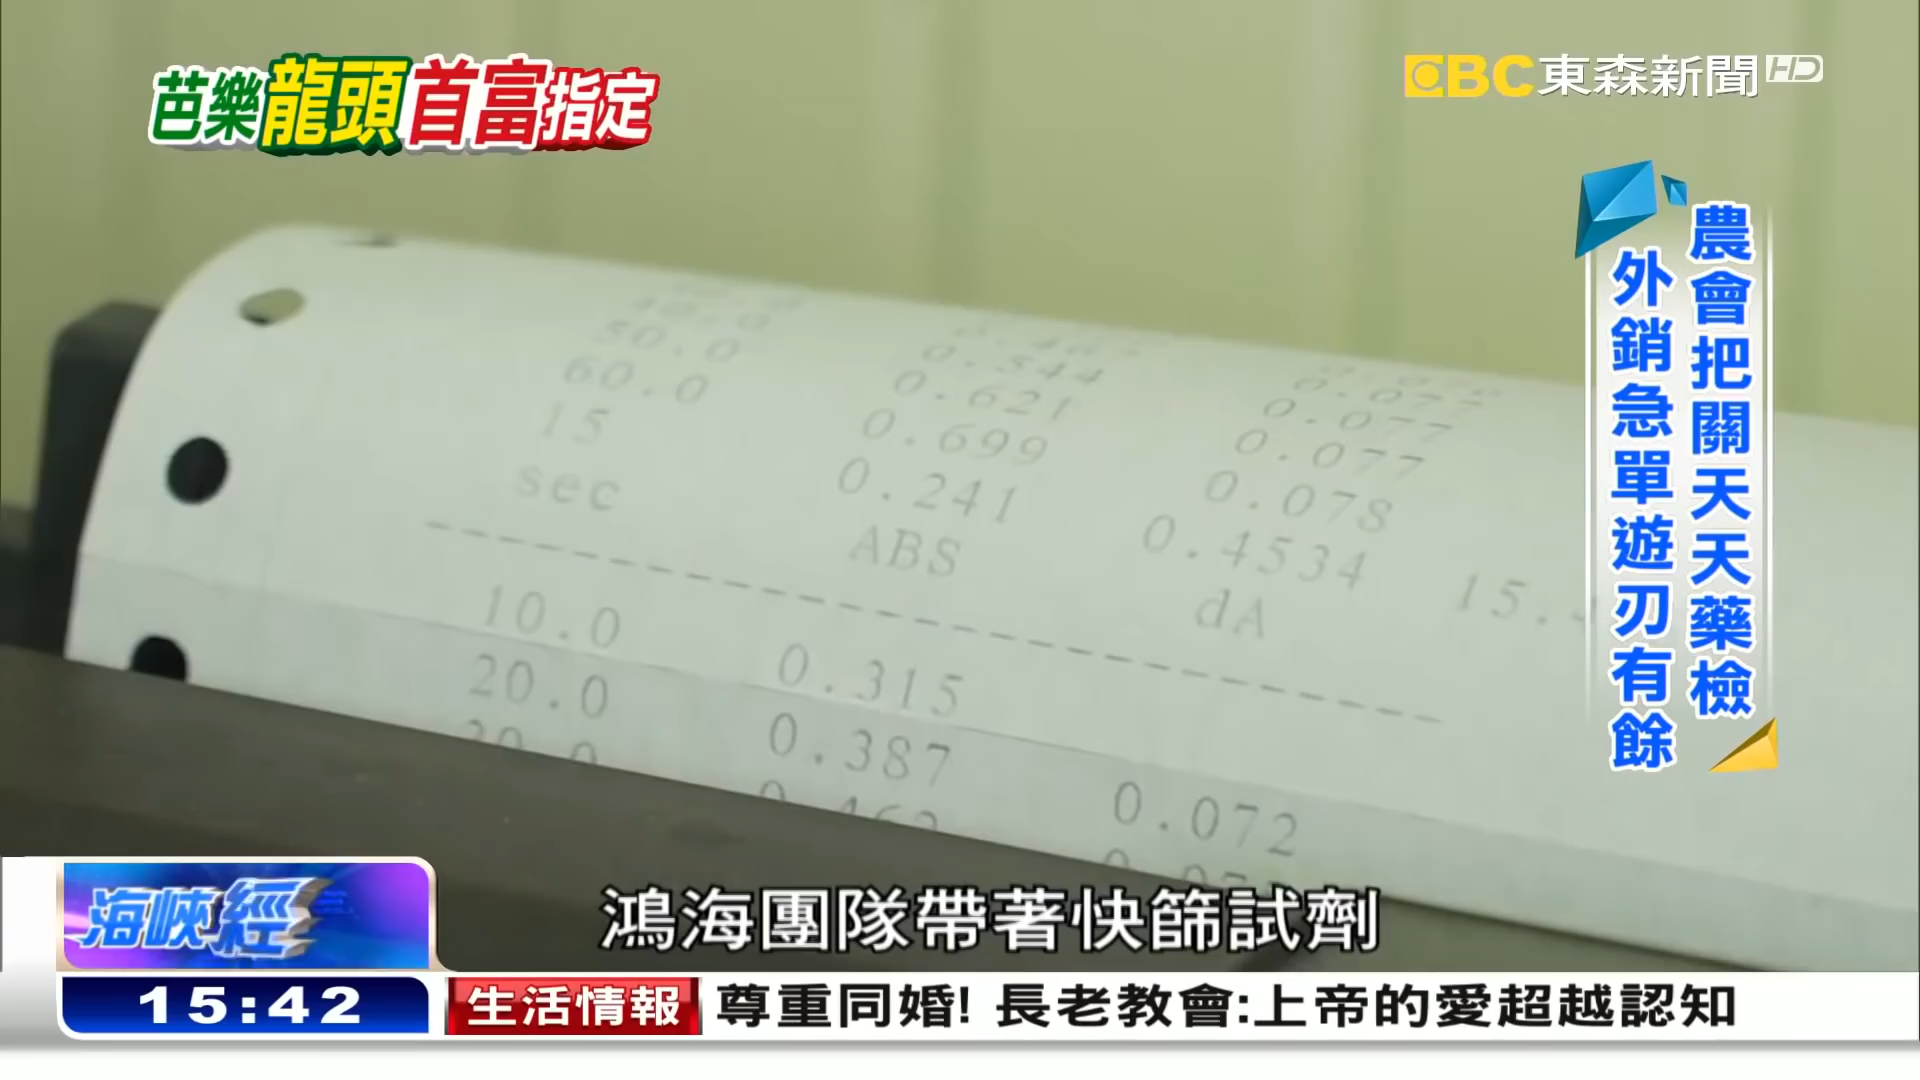 芭樂龍頭首富指定
EBC東森新聞HD
農會把關天天藥檢
外銷急單遊刃有餘
50.0 0.544 0.077
60.0 0.621 0.077
15 0.699 0.078
sec 0.241 0.4534 15.
ABS dA
10.0 0.315
20.0 0.387 0.072
鴻海團隊帶著快篩試劑
海峽經
15:42
生活情報
尊重同婚! 長老教會:上帝的愛超越認知